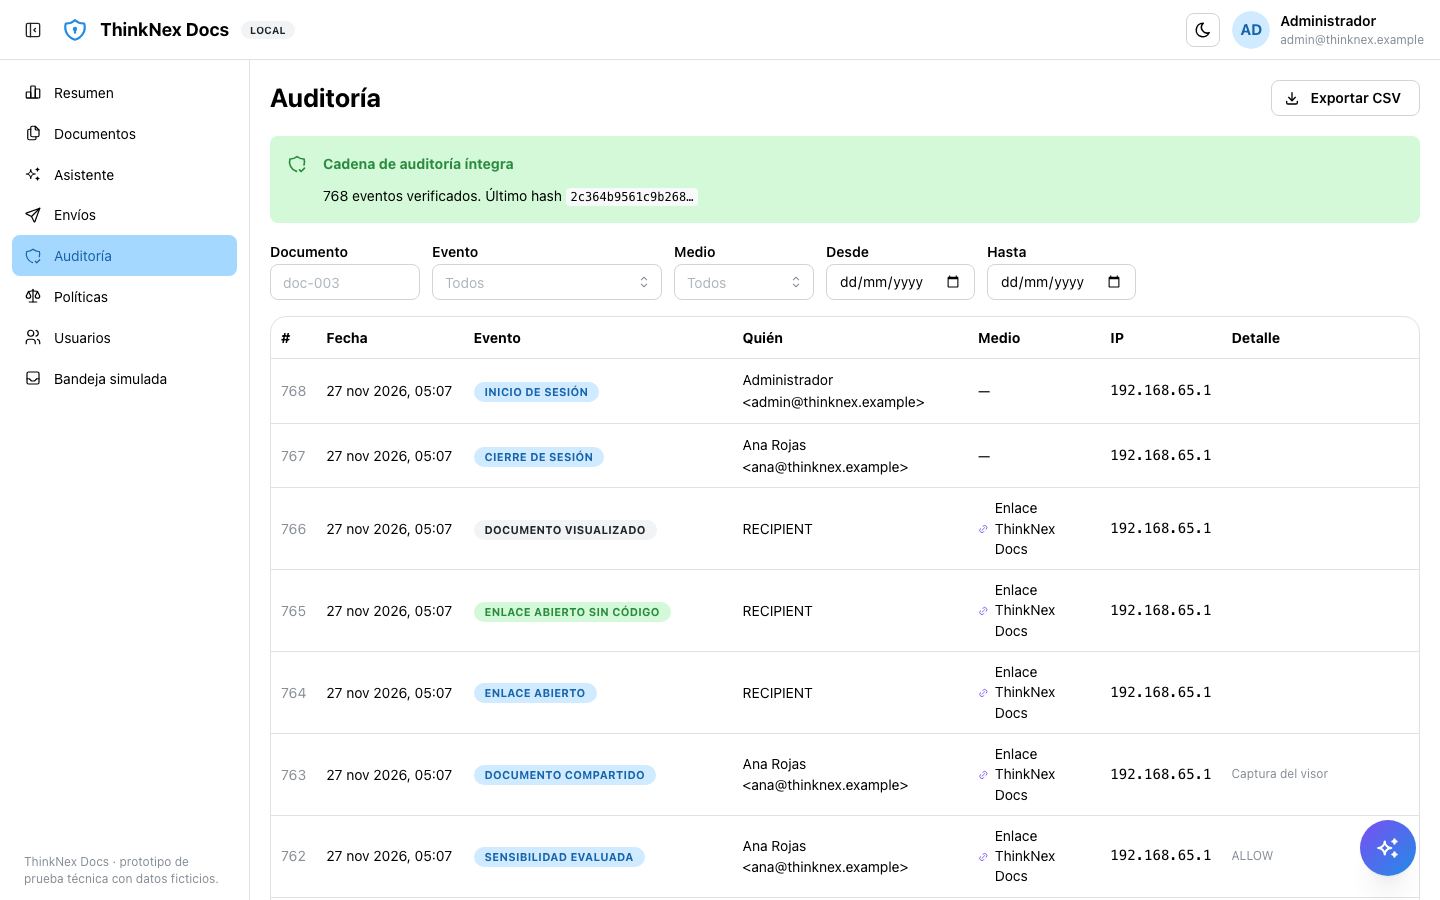 ThinkNex Docs LOCAL
AD
Administrador
admin@thinknex.example
Resumen
Documentos
Asistente
Envíos
Auditoría
Políticas
Usuarios
Bandeja simulada
ThinkNex Docs · prototipo de
prueba técnica con datos ficticios.
Auditoría
Exportar CSV
Cadena de auditoría íntegra
768 eventos verificados. Último hash 2c364b9561c9b268…
Documento Evento Medio Desde Hasta
doc-003 Todos Todos dd/mm/yyyy dd/mm/yyyy
# Fecha Evento Quién Medio IP Detalle
768 27 nov 2026, 05:07 INICIO DE SESIÓN Administrador — 192.168.65.1
<admin@thinknex.example>
767 27 nov 2026, 05:07 CIERRE DE SESIÓN Ana Rojas — 192.168.65.1
<ana@thinknex.example>
766 27 nov 2026, 05:07 DOCUMENTO VISUALIZADO RECIPIENT Enlace 192.168.65.1
ThinkNex
Docs
765 27 nov 2026, 05:07 ENLACE ABIERTO SIN CÓDIGO RECIPIENT Enlace 192.168.65.1
ThinkNex
Docs
764 27 nov 2026, 05:07 ENLACE ABIERTO RECIPIENT Enlace 192.168.65.1
ThinkNex
Docs
763 27 nov 2026, 05:07 DOCUMENTO COMPARTIDO Ana Rojas Enlace 192.168.65.1 Captura del visor
<ana@thinknex.example> ThinkNex
Docs
762 27 nov 2026, 05:07 SENSIBILIDAD EVALUADA Ana Rojas Enlace 192.168.65.1 ALLOW
<ana@thinknex.example> ThinkNex
Docs